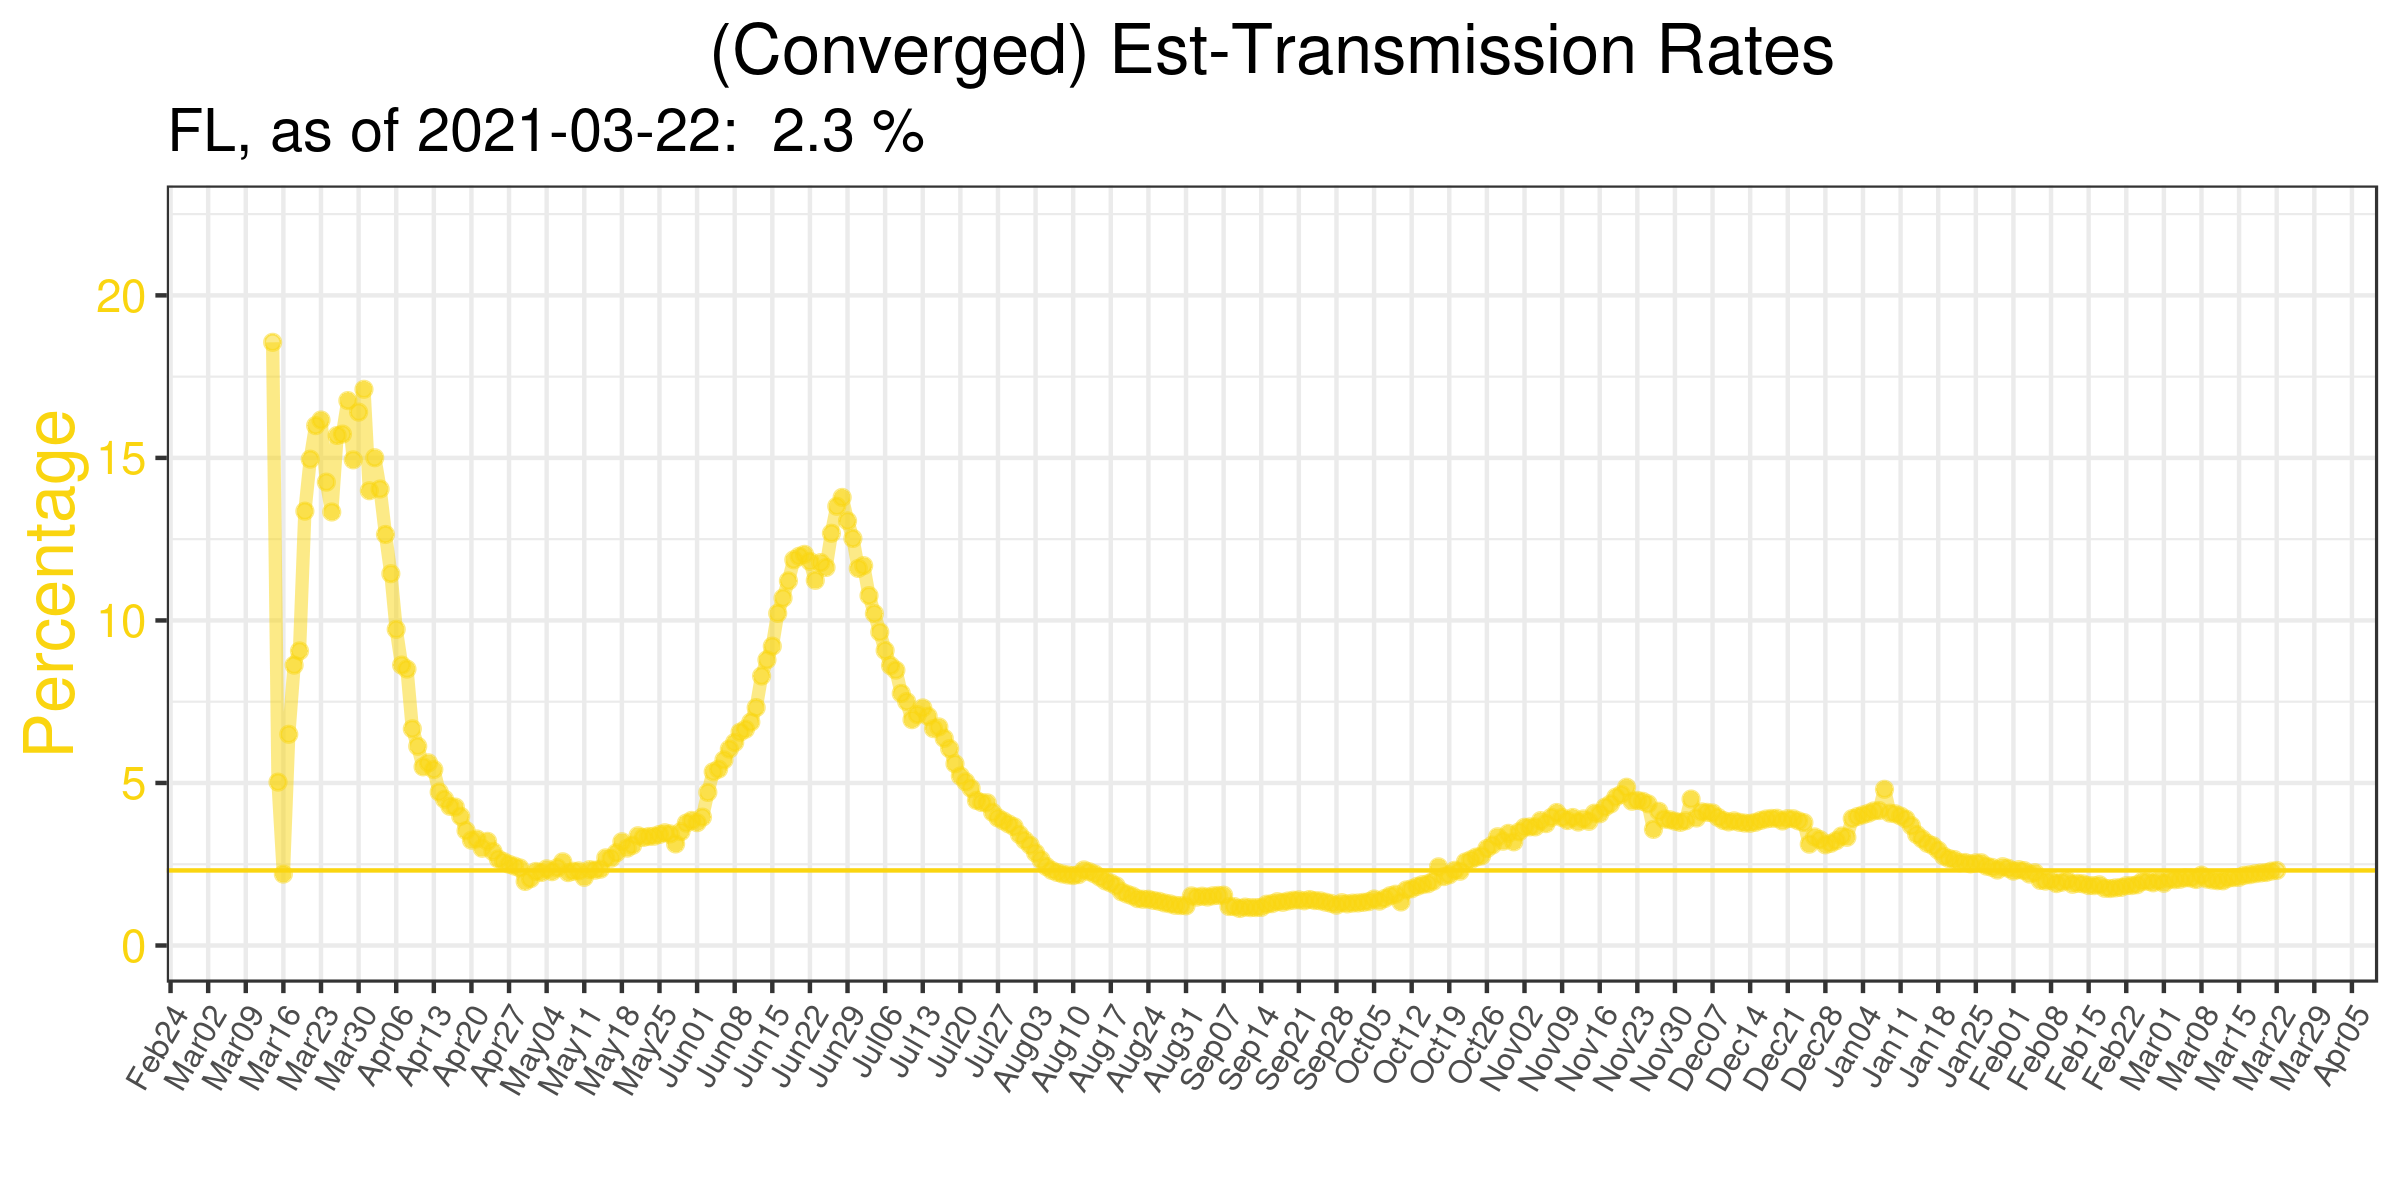 (Converged) Est-Transmission Rates
FL, as of 2021-03-22:  2.3 %
Percentage
20
15
10
5
0
Feb24
Mar02
Mar09
Mar16
Mar23
Mar30
Apr06
Apr13
Apr20
Apr27
May04
May11
May18
May25
Jun01
Jun08
Jun15
Jun22
Jun29
Jul06
Jul13
Jul20
Jul27
Aug03
Aug10
Aug17
Aug24
Aug31
Sep07
Sep14
Sep21
Sep28
Oct05
Oct12
Oct19
Oct26
Nov02
Nov09
Nov16
Nov23
Nov30
Dec07
Dec14
Dec21
Dec28
Jan04
Jan11
Jan18
Jan25
Feb01
Feb08
Feb15
Feb22
Mar01
Mar08
Mar15
Mar22
Mar29
Apr05